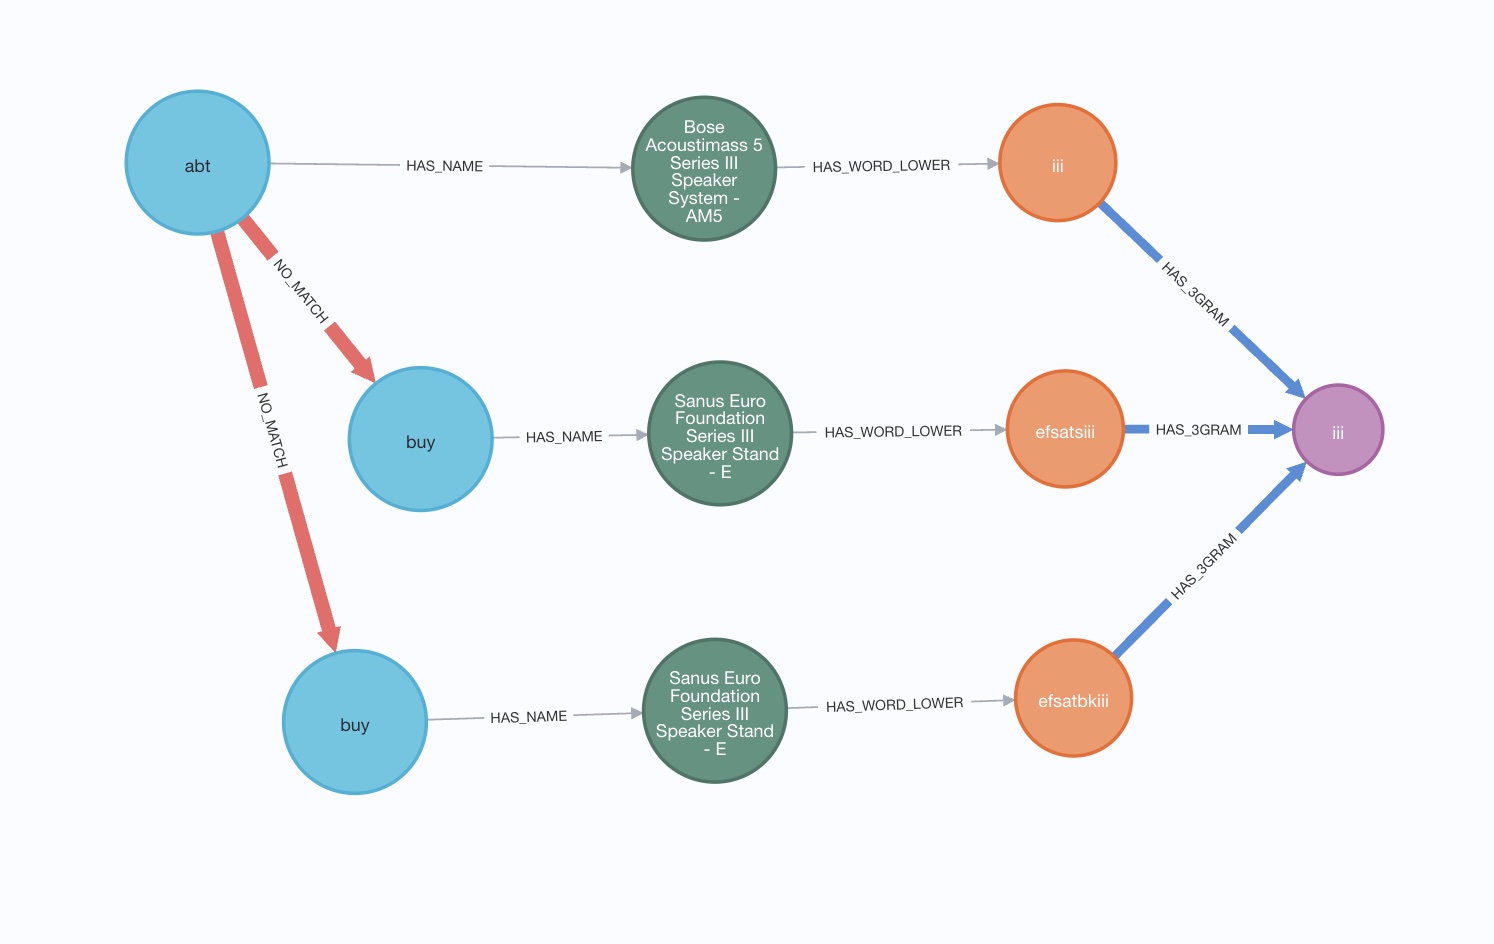 abt
HAS_NAME
Bose
Acoustimass 5
Series III
Speaker
System -
AM5
HAS_WORD_LOWER
iii
NO_MATCH
NO_MATCH
HAS_3GRAM
buy
HAS_NAME
Sanus Euro
Foundation
Series III
Speaker Stand
- E
HAS_WORD_LOWER
efsatsiii
HAS_3GRAM
iii
HAS_3GRAM
buy
HAS_NAME
Sanus Euro
Foundation
Series III
Speaker Stand
- E
HAS_WORD_LOWER
efsatbkiii